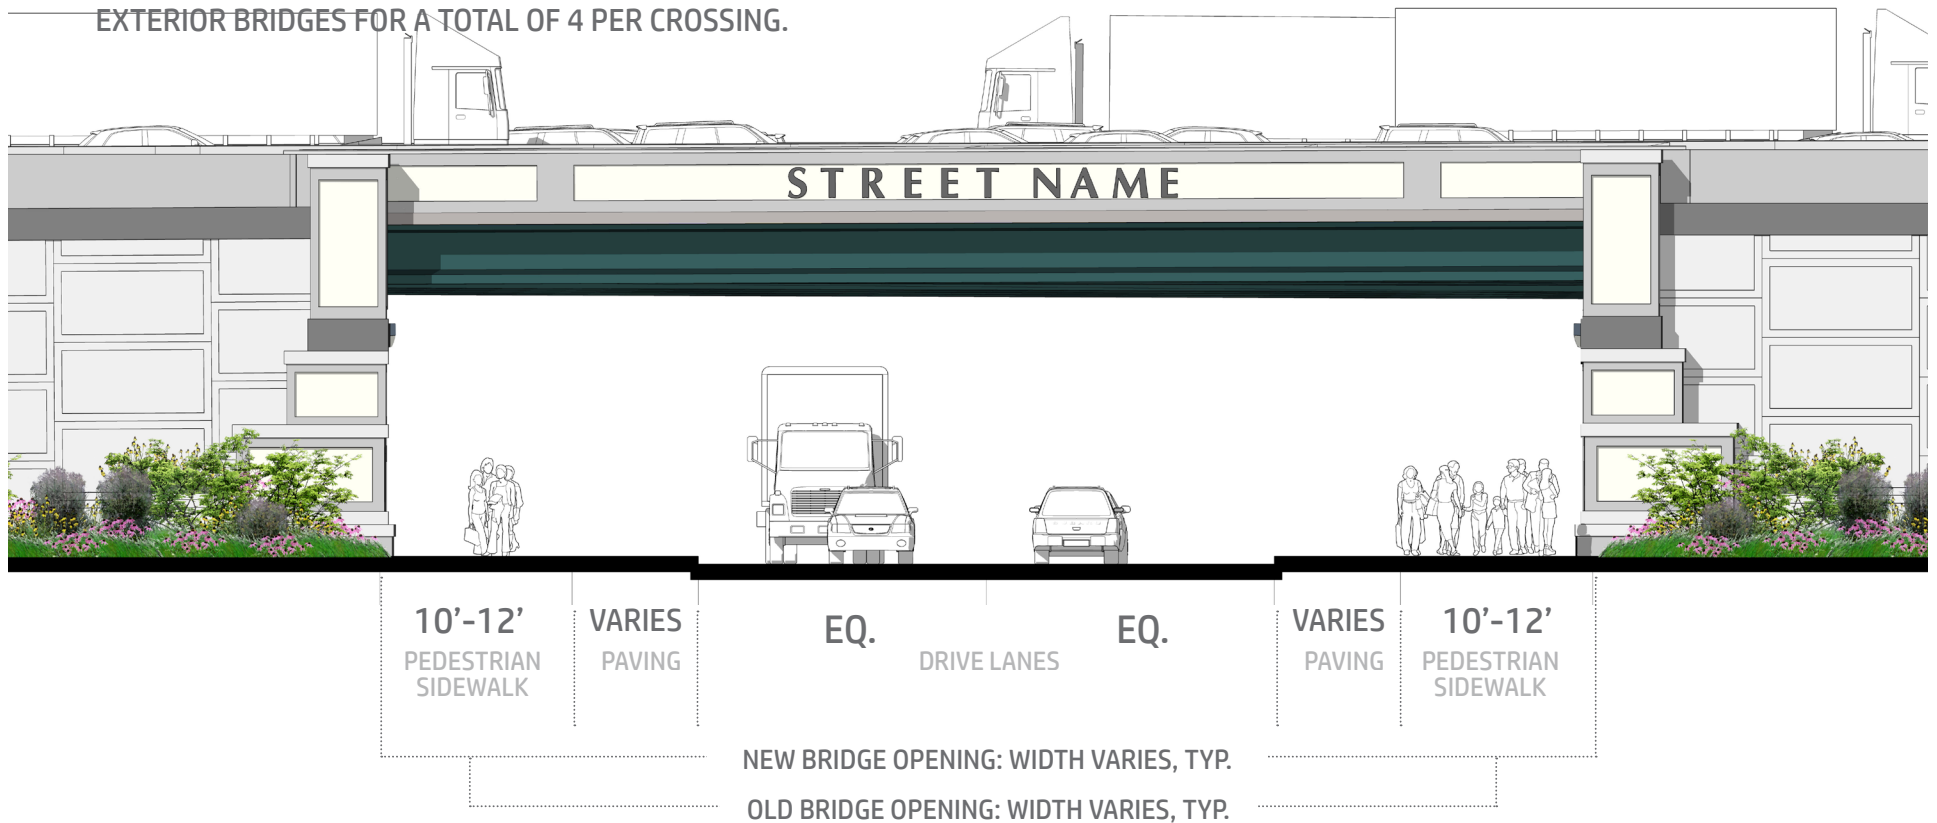 EXTERIOR BRIDGES FOR A TOTAL OF 4 PER CROSSING.
STREET NAME
10’-12’
PEDESTRIAN
SIDEWALK
VARIES
PAVING
EQ.
DRIVE LANES
EQ.
VARIES
PAVING
10’-12’
PEDESTRIAN
SIDEWALK
NEW BRIDGE OPENING: WIDTH VARIES, TYP.
OLD BRIDGE OPENING: WIDTH VARIES, TYP.